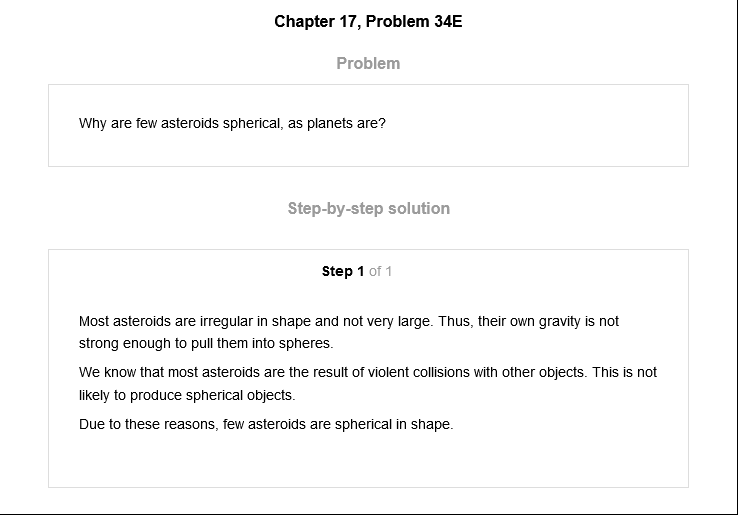 Chapter 17, Problem 34E
Problem
Why are few asteroids spherical, as planets are?
Step-by-step solution
Step 1 of 1
Most asteroids are irregular in shape and not very large. Thus, their own gravity is not
strong enough to pull them into spheres.
We know that most asteroids are the result of violent collisions with other objects. This is not
likely to produce spherical objects.
Due to these reasons, few asteroids are spherical in shape.